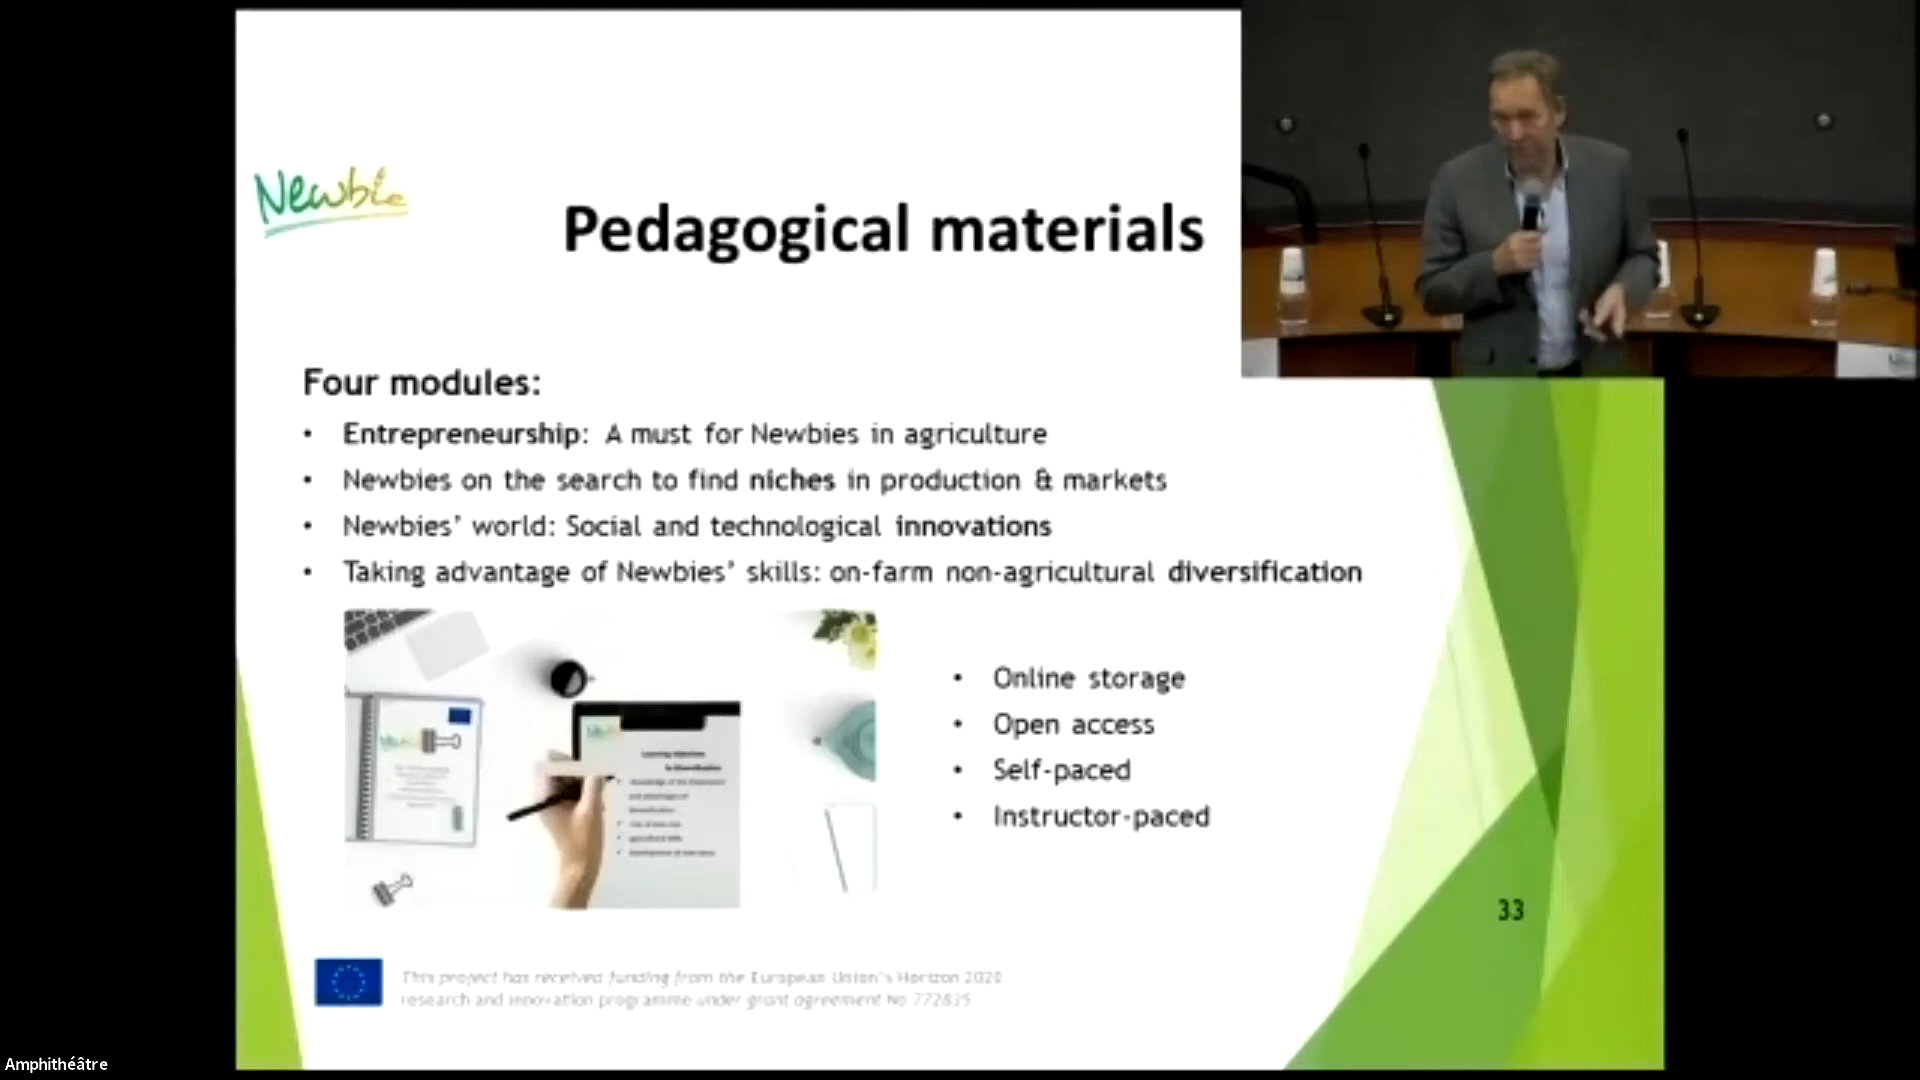 Newbie
Pedagogical materials
Four modules:
• Entrepreneurship: A must for Newbies in agriculture
• Newbies on the search to find niches in production & markets
• Newbies’ world: Social and technological innovations
• Taking advantage of Newbies’ skills: on-farm non-agricultural diversification
• Online storage
• Open access
• Self-paced
• Instructor-paced
33
This project has received funding from the European Union's Horizon 2020
research and innovation programme under grant agreement No 772835
Amphithéâtre